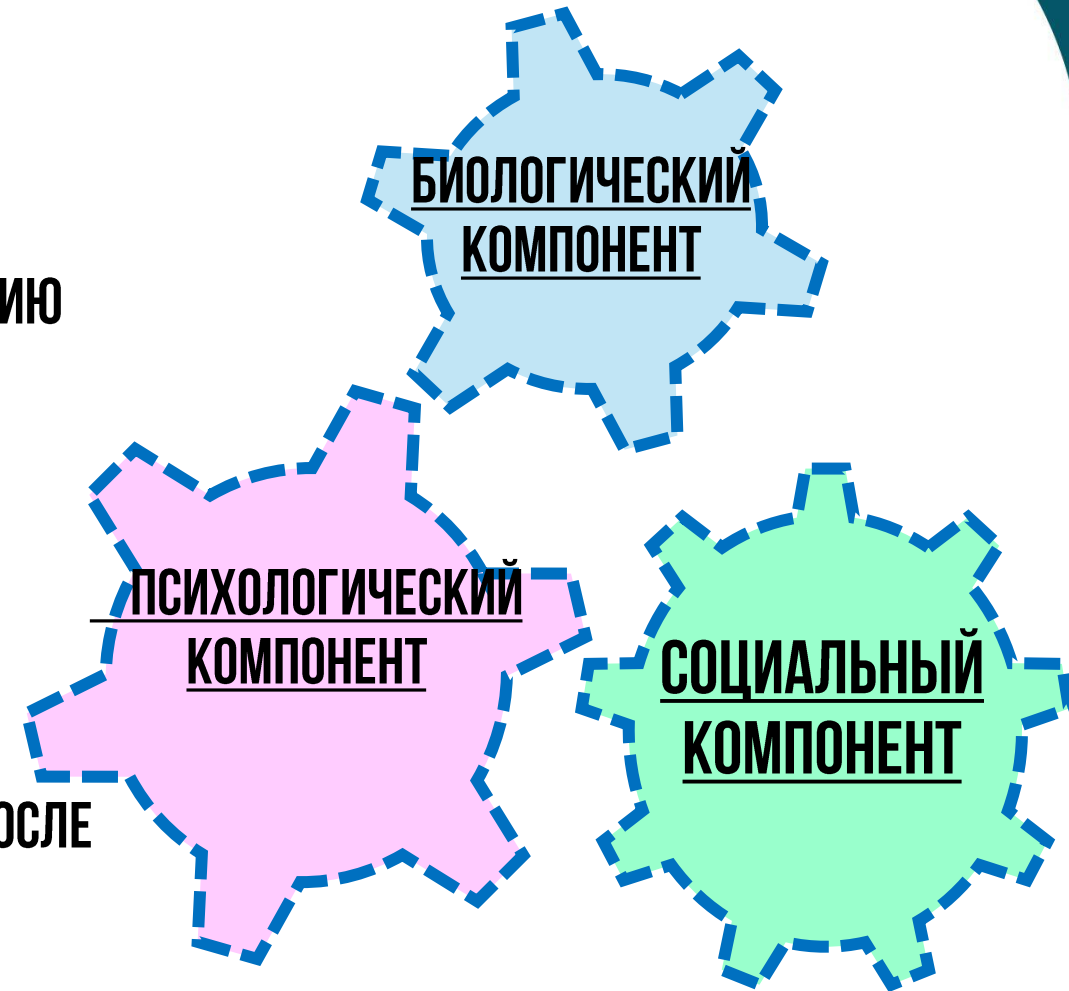 БИОЛОГИЧЕСКИЙ
КОМПОНЕНТ
ИЮ
ПСИХОЛОГИЧЕСКИЙ
КОМПОНЕНТ
СОЦИАЛЬНЫЙ
КОМПОНЕНТ
ОСЛЕ